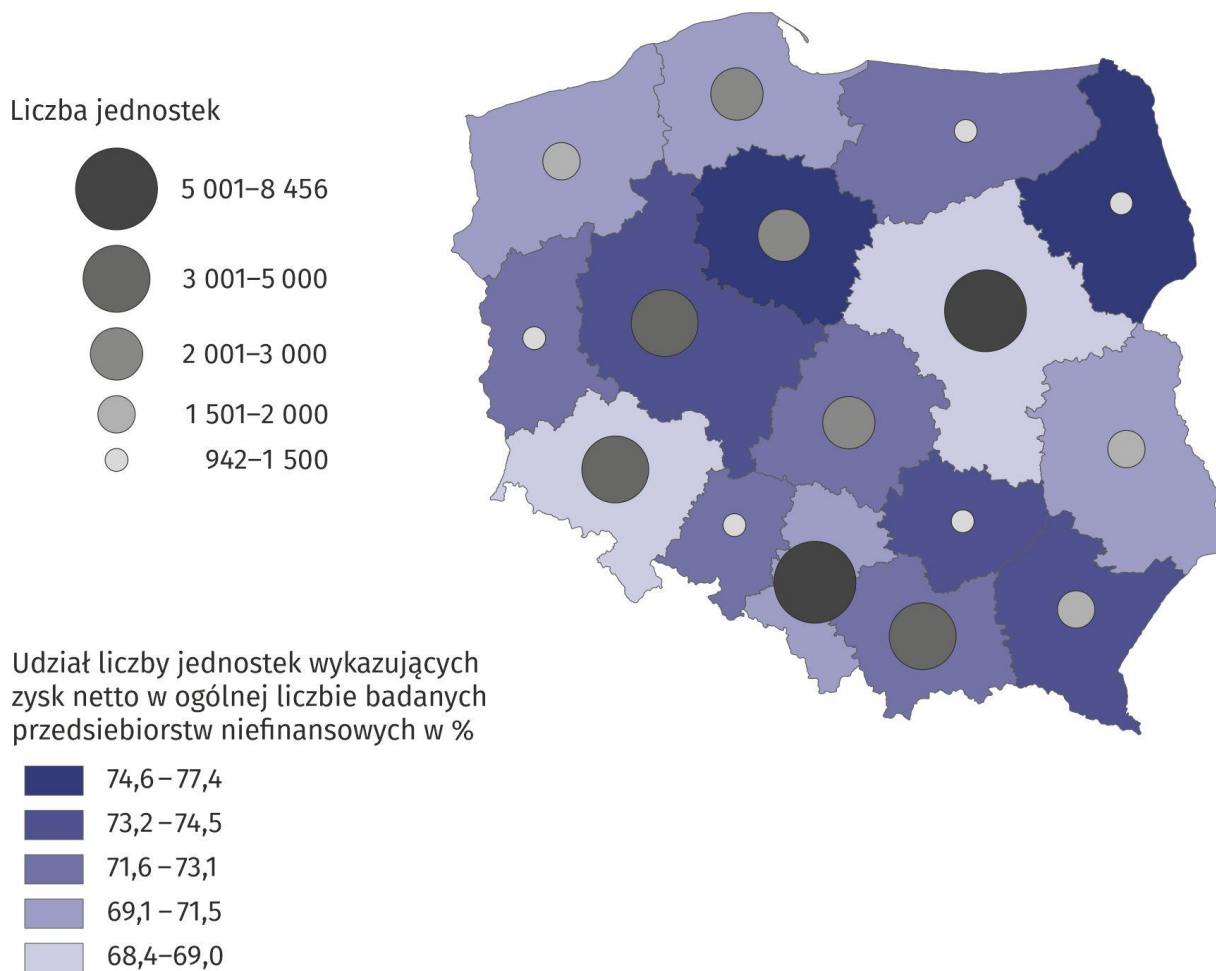 Liczba jednostek
5 001–8 456
3 001–5 000
2 001–3 000
1 501–2 000
942–1 500
Udział liczby jednostek wykazujących
zysk netto w ogólnej liczbie badanych
przedsiebiorstw niefinansowych w %
74,6–77,4
73,2–74,5
71,6–73,1
69,1–71,5
68,4–69,0